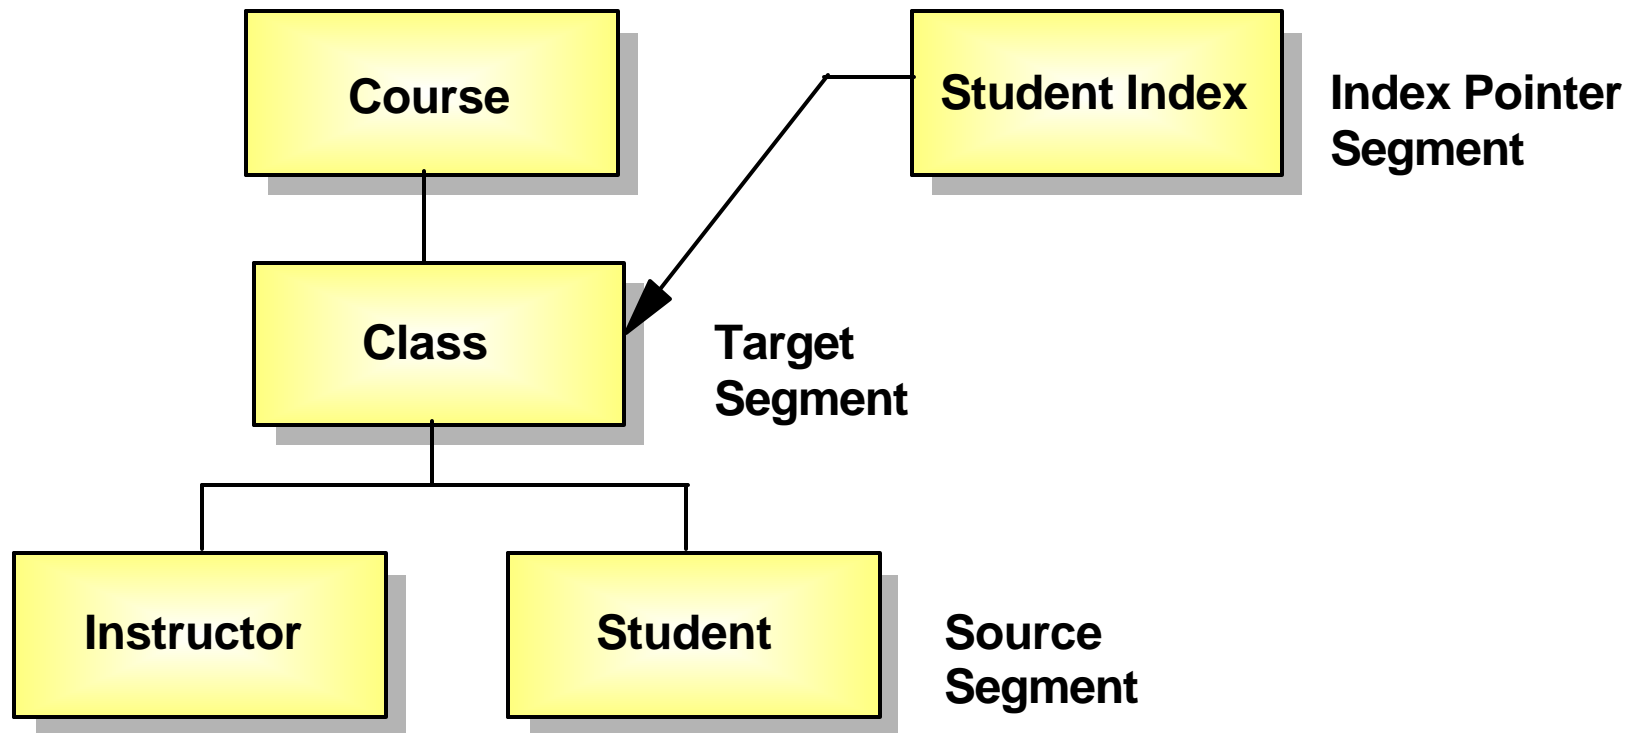 Course
Student Index
Index Pointer
Segment
Class
Target
Segment
Instructor
Student
Source
Segment